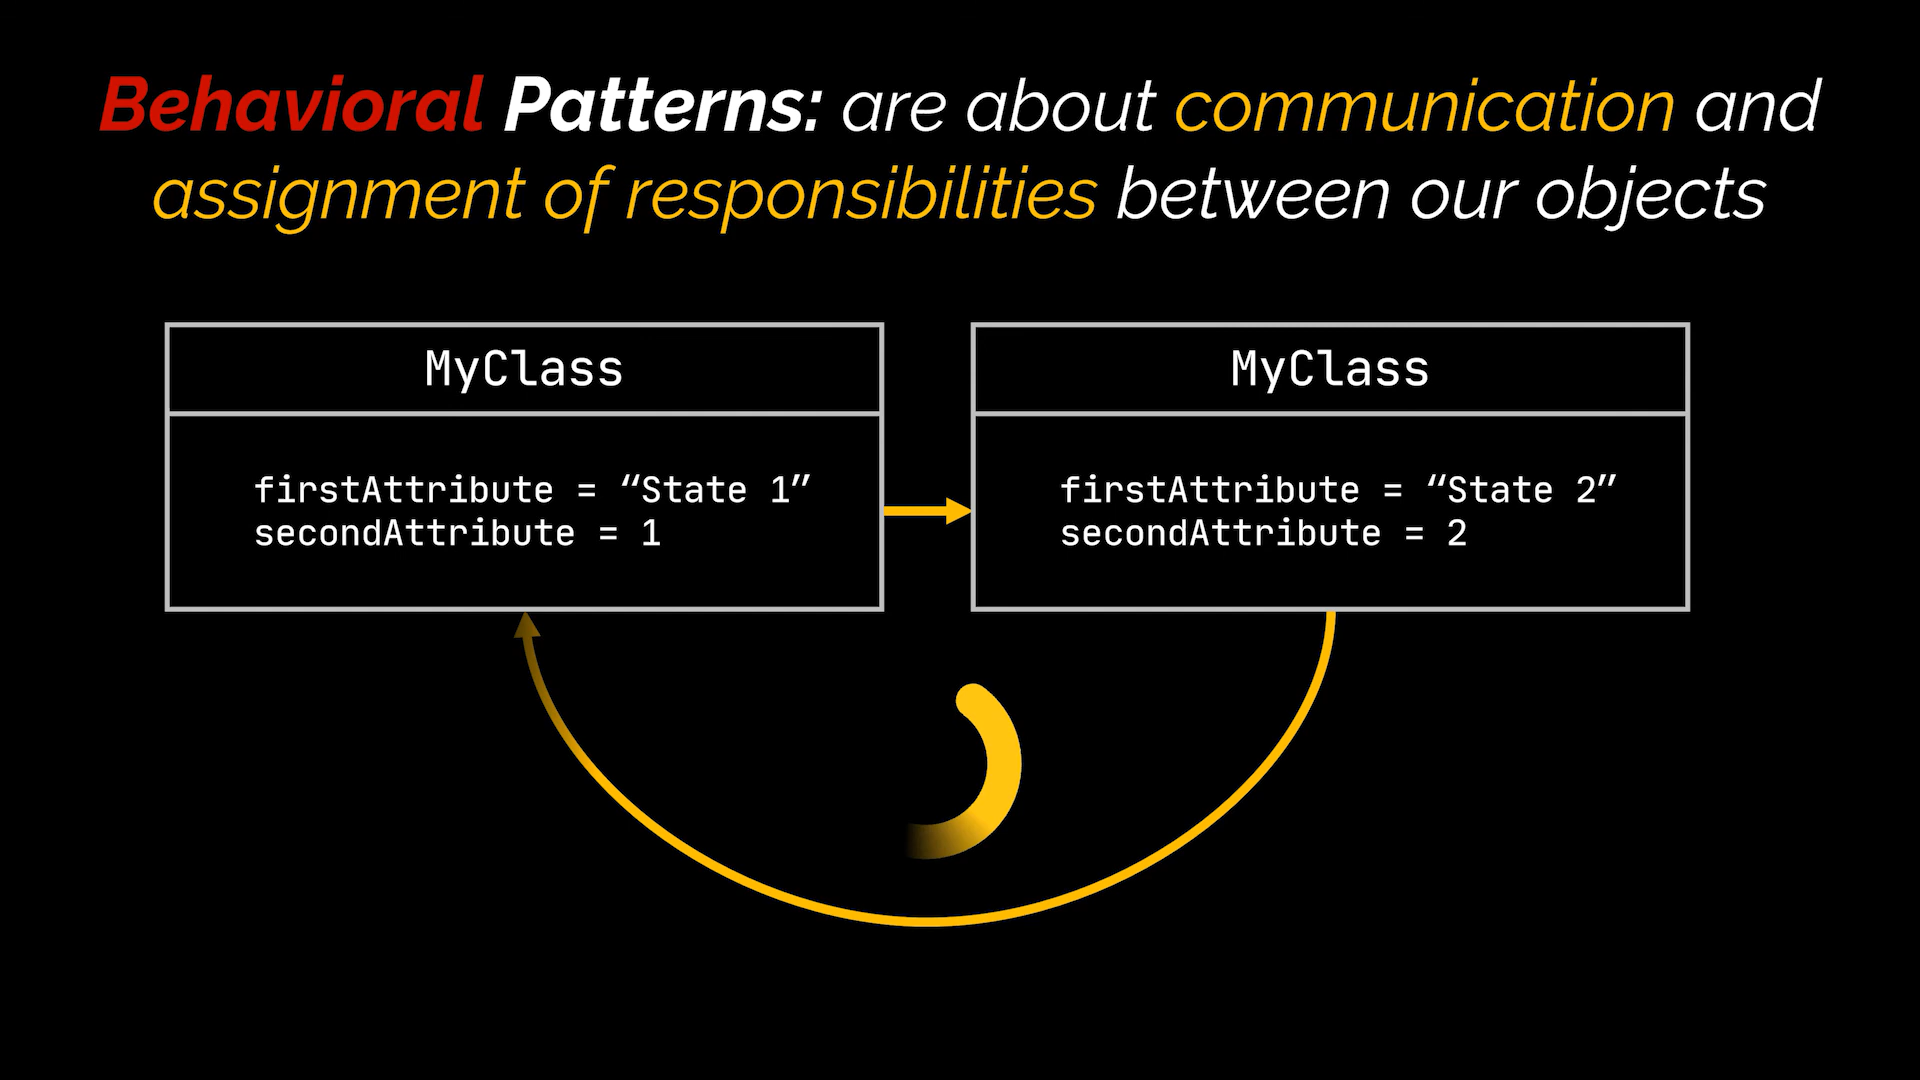 Behavioral Patterns: are about communication and
assignment of responsibilities between our objects
MyClass
firstAttribute = “State 1”
secondAttribute = 1
MyClass
firstAttribute = “State 2”
secondAttribute = 2